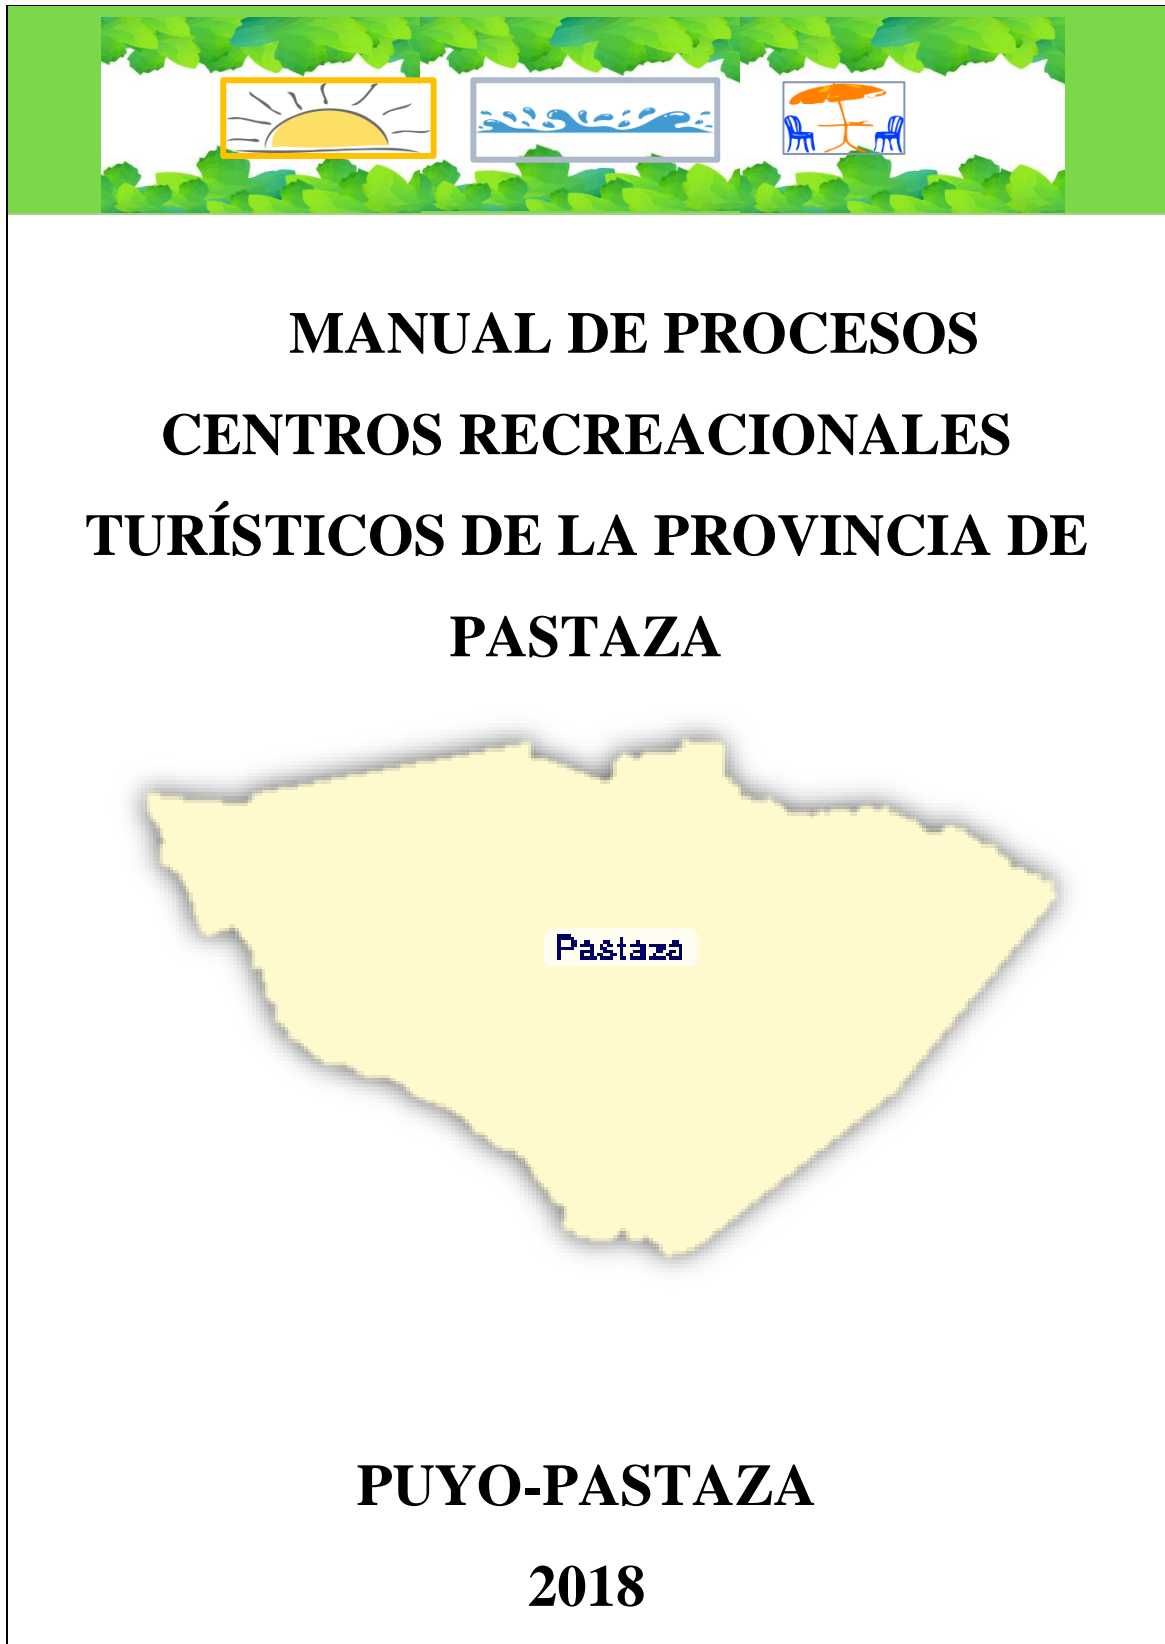 MANUAL DE PROCESOS
CENTROS RECREACIONALES
TURÍSTICOS DE LA PROVINCIA DE
PASTAZA
Pastaza
PUYO-PASTAZA
2018